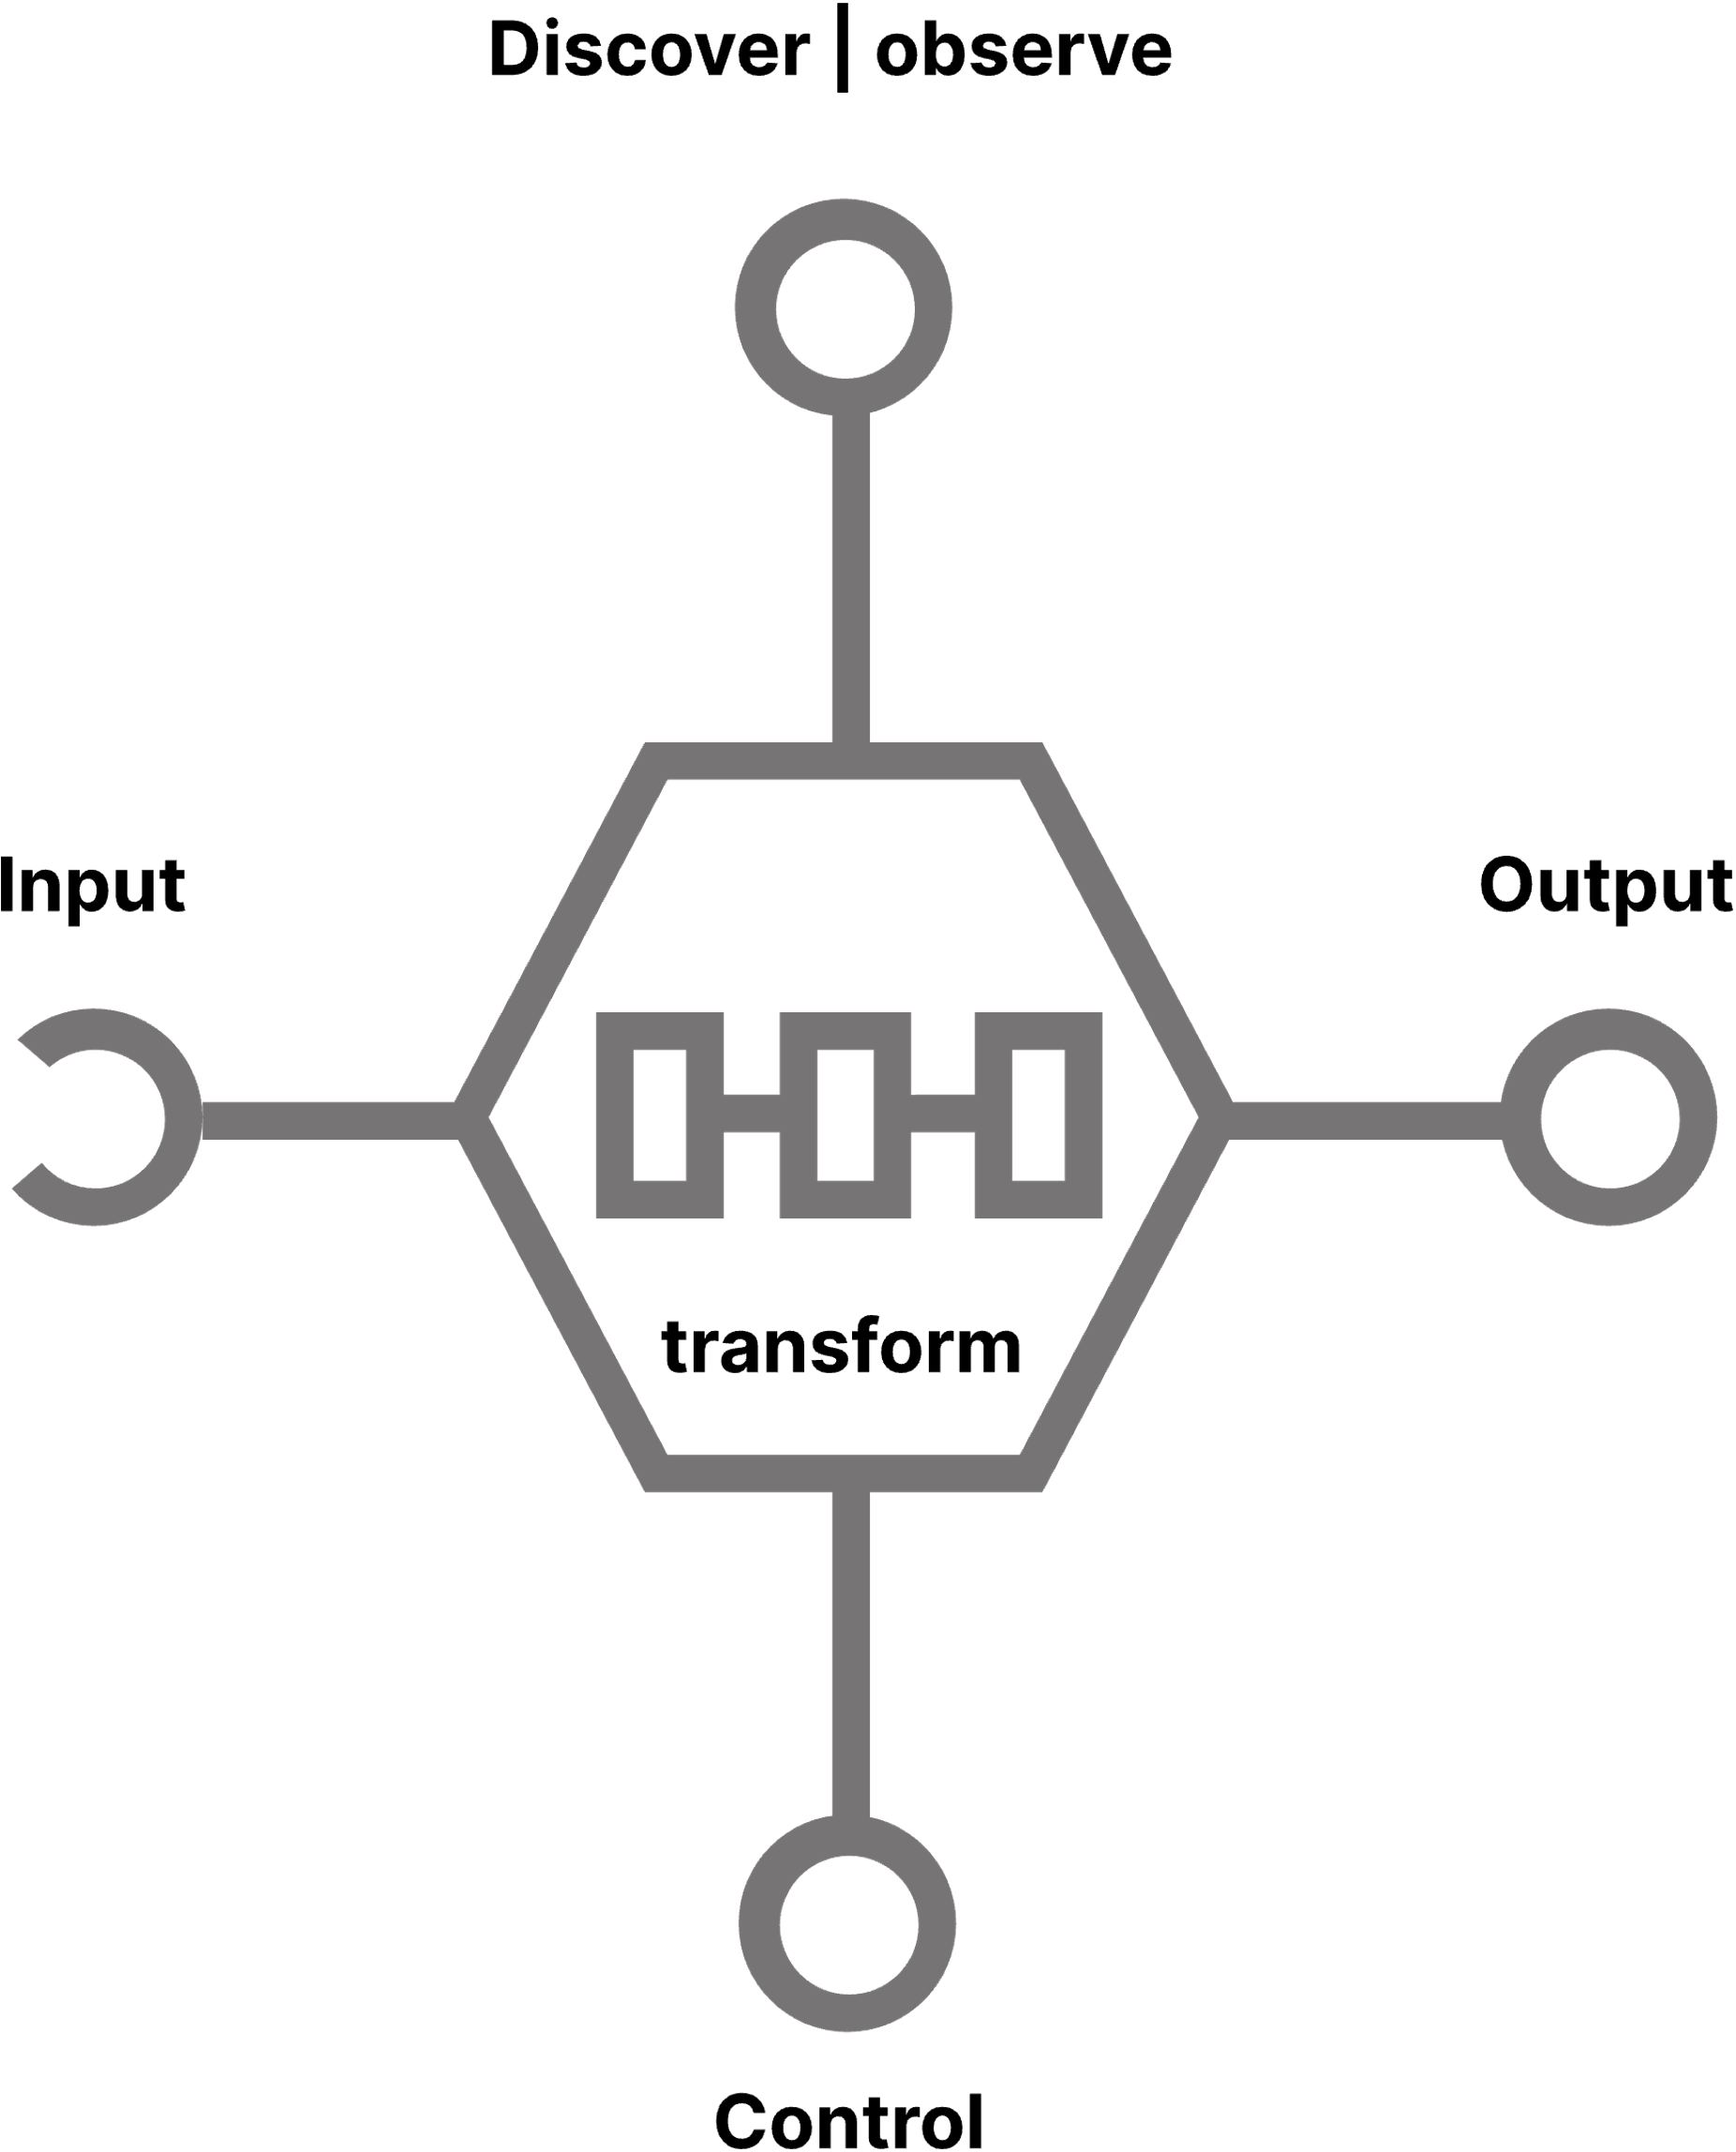 Discover | observe
Input
Output
transform
Control